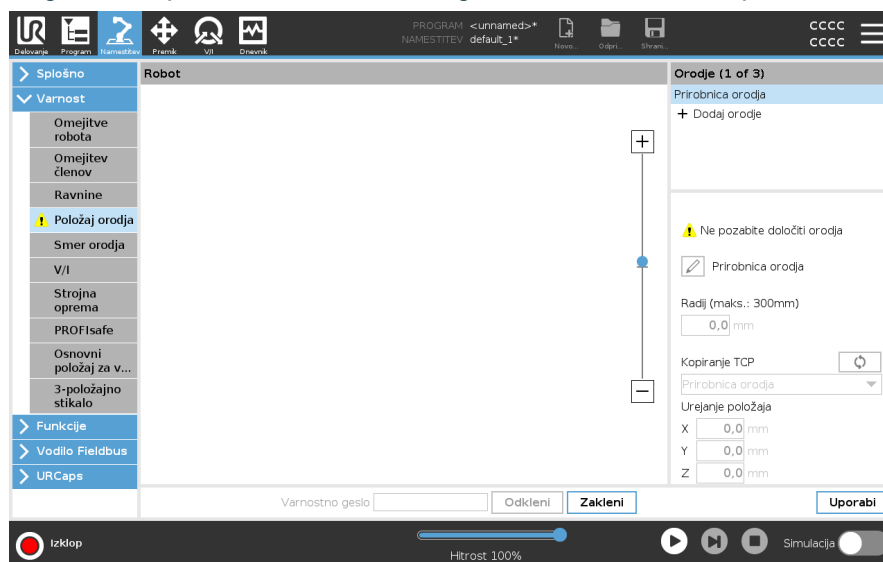 PROGRAM <unnamed>*
NAMESTITEV default_1*
Delovanje
Program
Namestitev
Premik
V/I
Dnevnik
Novo...
Odpri...
Shrani...
CCCC
CCCC
Splošno
Varnost
Omejitve
robota
Omejitev
členov
Ravnine
Položaj orodja
Smer orodja
V/I
Strojna
oprema
PROFIsafe
Osnovni
položaj za v...
3-položajno
stikalo
Funkcije
Vodilo Fieldbus
URCaps
Robot
Orodje (1 of 3)
Prirobnica orodja
+ Dodaj orodje
Ne pozabite določiti orodja
Prirobnica orodja
Radij (maks.: 300mm)
0,0 mm
Kopiranje TCP
Prirobnica orodja
Urejanje položaja
X 0,0 mm
Y 0,0 mm
Z 0,0 mm
Varnostno geslo
Odkleni
Zakleni
Uporabi
Izklop
Hitrost 100%
Simulacija